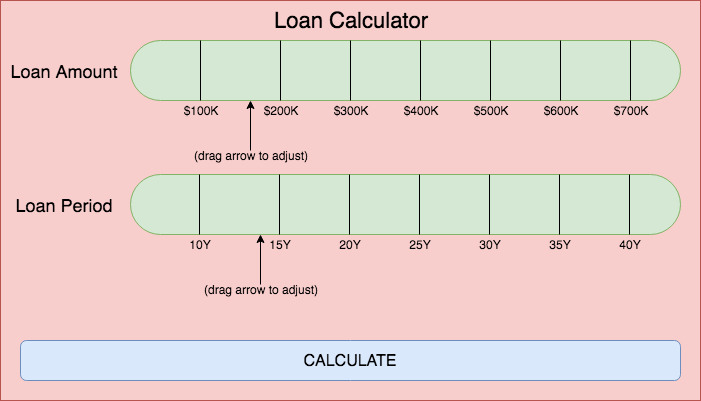 Loan Calculator
Loan Amount
$100K $200K $300K $400K $500K $600K $700K
(drag arrow to adjust)
Loan Period
10Y 15Y 20Y 25Y 30Y 35Y 40Y
(drag arrow to adjust)
CALCULATE